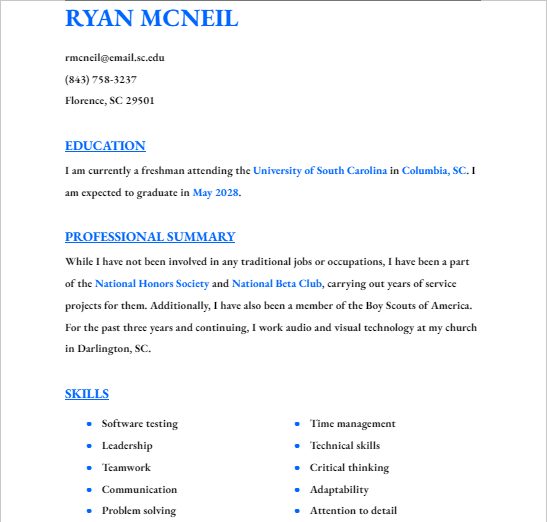 RYAN MCNEIL
rmcneil@email.sc.edu
(843) 758-3237
Florence, SC 29501
EDUCATION
I am currently a freshman attending the University of South Carolina in Columbia, SC. I
am expected to graduate in May 2028.
PROFESSIONAL SUMMARY
While I have not been involved in any traditional jobs or occupations, I have been a part
of the National Honors Society and National Beta Club, carrying out years of service
projects for them. Additionally, I have also been a member of the Boy Scouts of America.
For the past three years and continuing, I work audio and visual technology at my church
in Darlington, SC.
SKILLS
Software testing
Leadership
Teamwork
Communication
Problem solving
Time management
Technical skills
Critical thinking
Adaptability
Attention to detail